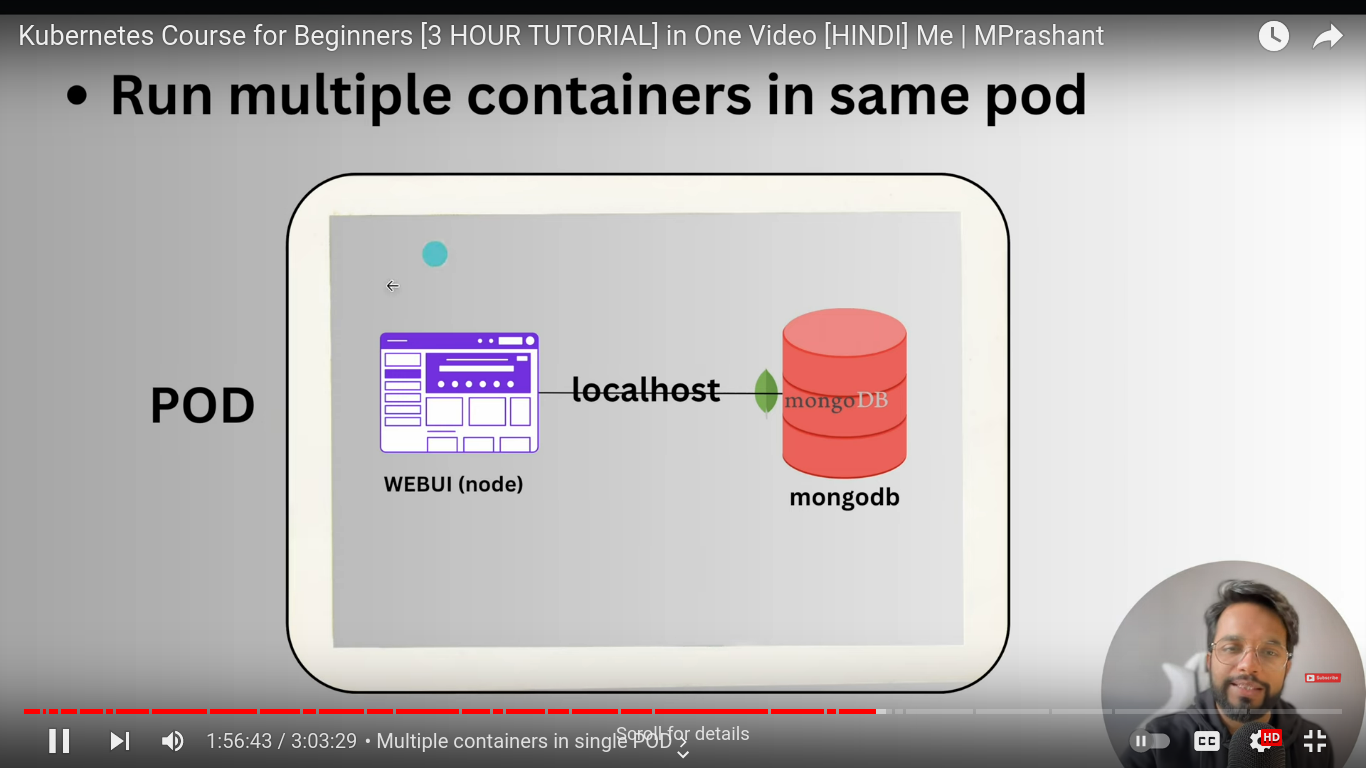 Kubernetes Course for Beginners [3 HOUR TUTORIAL] in One Video [HINDI] Me | MPrashant
• Run multiple containers in same pod
POD
localhost
mongoDB
WEBUI (node)
mongodb
Subscribe
Scroll for details
1:56:43 / 3:03:29 • Multiple containers in single POD
CC
HD